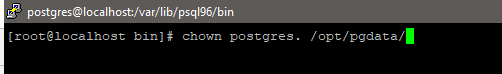 postgres@localhost:/var/lib/psql96/bin
[root@localhost bin]# chown postgres. /opt/pgdata/